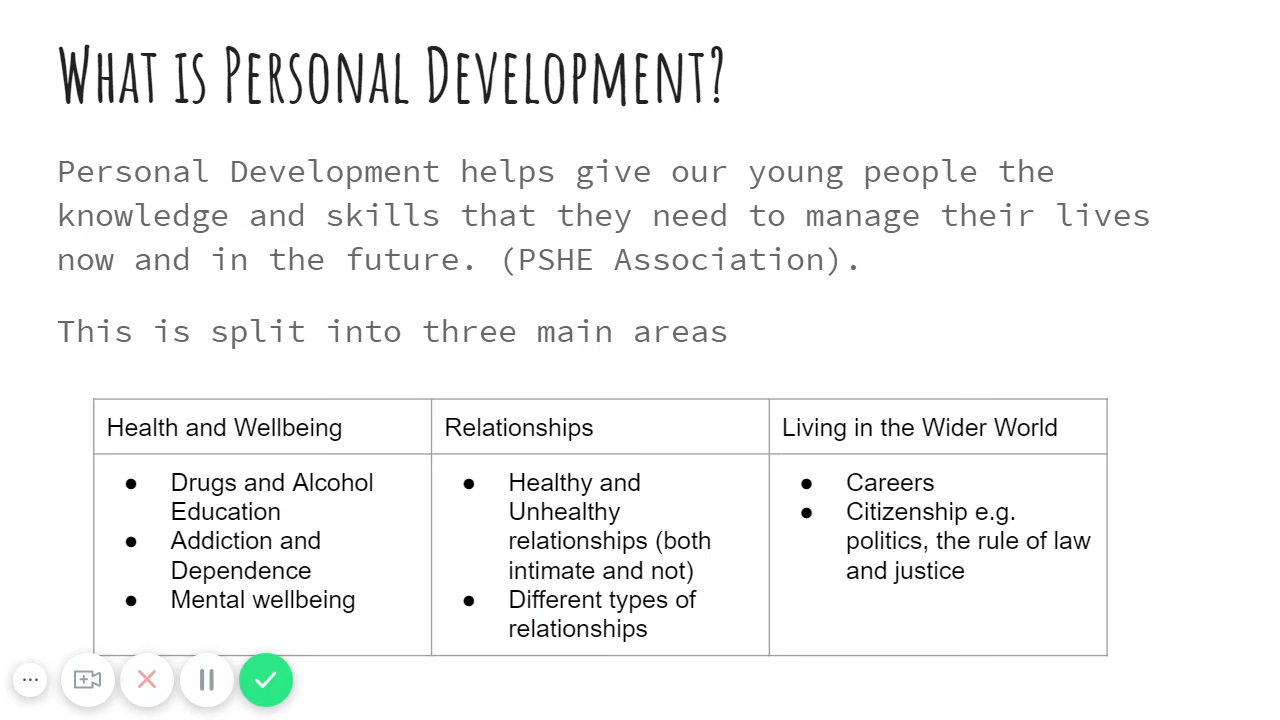 What is Personal Development?
Personal Development helps give our young people the
knowledge and skills that they need to manage their lives
now and in the future. (PSHE Association).
This is split into three main areas
Health and Wellbeing
● Drugs and Alcohol
Education
● Addiction and
Dependence
● Mental wellbeing
Relationships
● Healthy and
Unhealthy
relationships (both
intimate and not)
● Different types of
relationships
Living in the Wider World
● Careers
● Citizenship e.g.
politics, the rule of law
and justice